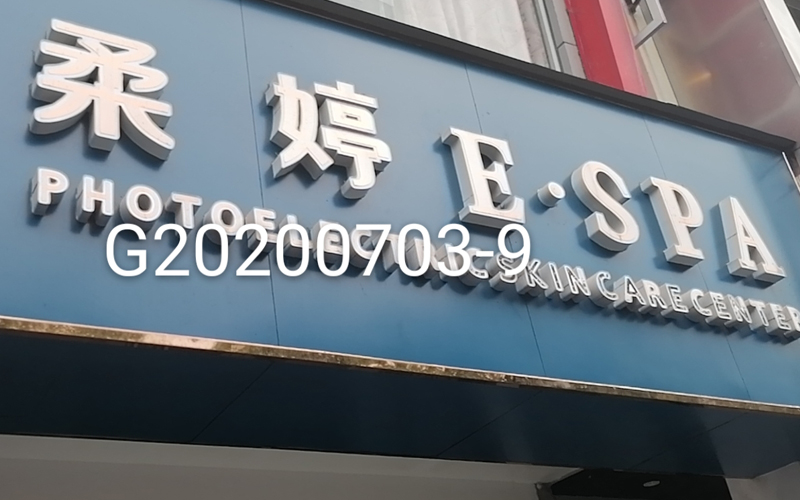 柔婷 E·SPA
PHOTOELECTRIC SKIN CARE CENTER
G20200703-9